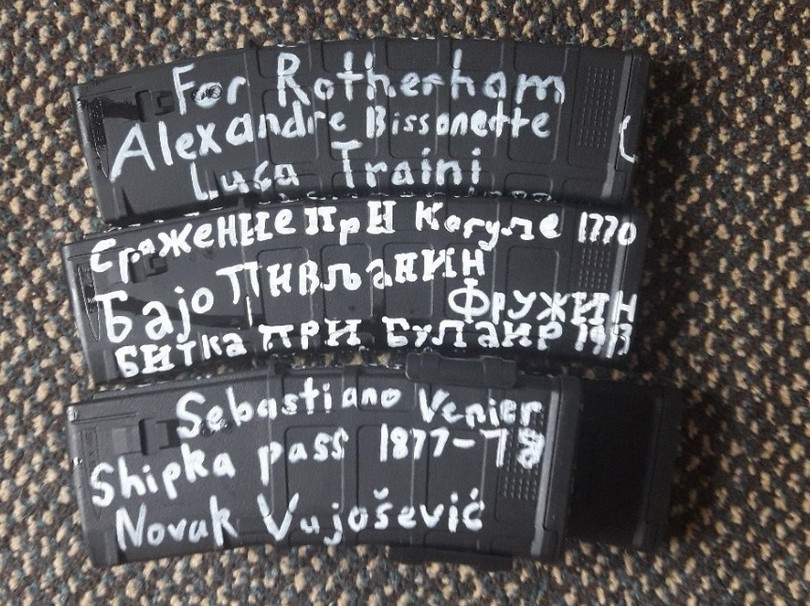 For Rotherham
Alexandre Bissonette
Luca Traini
Сражение при Кагуле 1770
Бајо Пивљанин
Фружин
Битка при Булаир 1913
Sebastiano Venier
Shipka pass 1877-78
Novak Vujošević